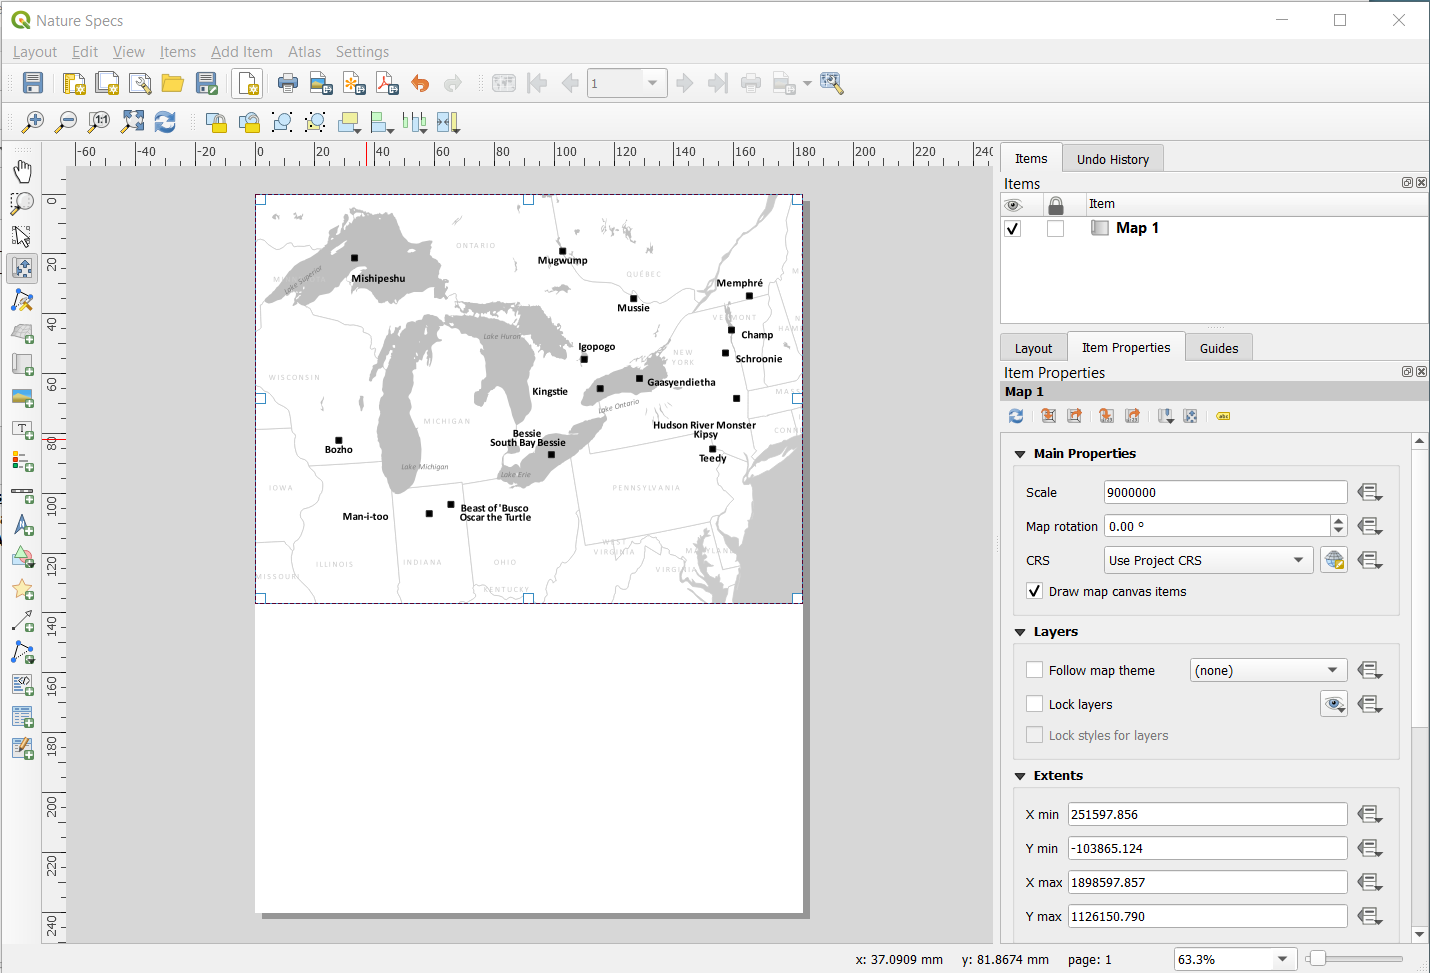 Nature Specs
Layout Edit View Items Add Item Atlas Settings
1
1:1
-60 -40 -20 0 20 40 60 80 100 120 140 160 180 200 220 240
0
20
40
60
80
100
120
140
160
180
200
220
240
ONTARIO
Mugwump
QUÉBEC
Lake Superior
Mishipeshu
Memphré
Mussie
VERMONT
Lake Huron
Champ
Igopogo
NEW
YORK
Schroonie
WISCONSIN
Kingstie
Gaasyendietha
Lake Ontario
MICHIGAN
Hudson River Monster
Kipsy
Bessie
South Bay Bessie
Bozho
Teedy
Lake Michigan
Lake Erie
IOWA
PENNSYLVANIA
Man-i-too
Beast of 'Busco
Oscar the Turtle
WEST
VIRGINIA
MARYLAND
ILLINOIS
INDIANA
OHIO
VIRGINIA
MISSOURI
KENTUCKY
Items Undo History
Items
Item
Map 1
Layout Item Properties Guides
Item Properties
Map 1
abc
Main Properties
Scale 9000000
Map rotation 0.00 °
CRS Use Project CRS
Draw map canvas items
Layers
Follow map theme (none)
Lock layers
Lock styles for layers
Extents
X min 251597.856
Y min -103865.124
X max 1898597.857
Y max 1126150.790
x: 37.0909 mm y: 81.8674 mm page: 1 63.3%